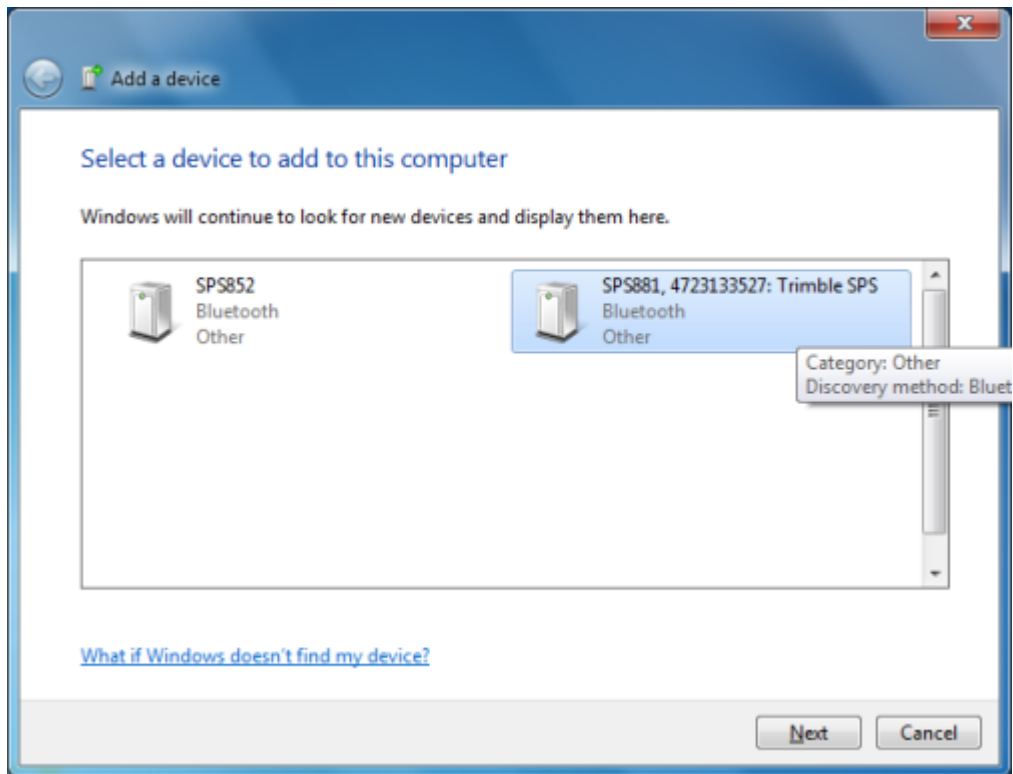 Add a device
Select a device to add to this computer
Windows will continue to look for new devices and display them here.
SPS852
Bluetooth
Other
SPS881, 4723133527: Trimble SPS
Bluetooth
Other
Category: Other
Discovery method: Bluet
What if Windows doesn't find my device?
Next
Cancel